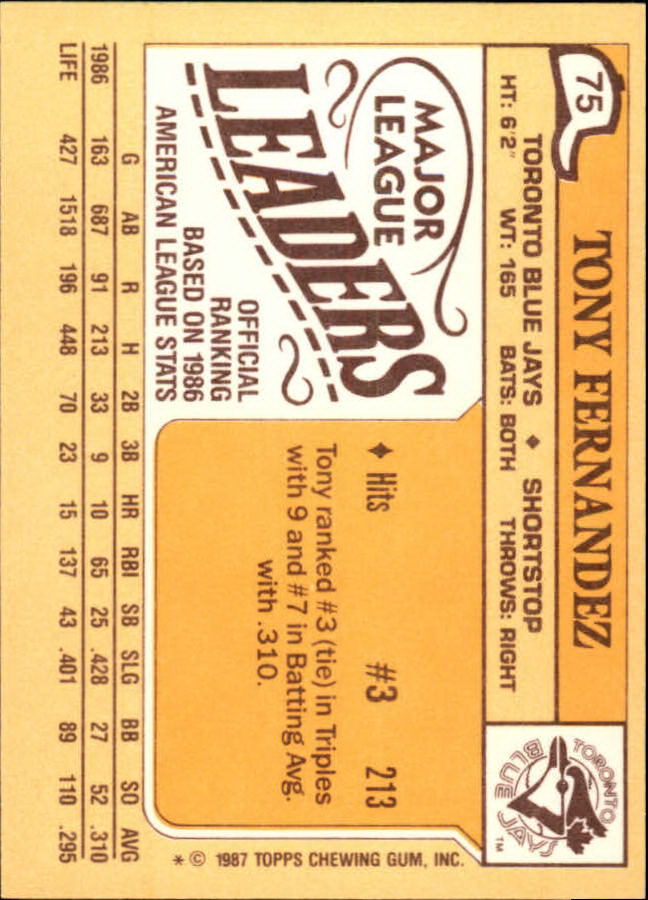 75
TONY FERNANDEZ
TORONTO BLUE JAYS ♦ SHORTSTOP
HT: 6'2" WT: 165 BATS: BOTH THROWS: RIGHT
TORONTO
BLUE JAYS
™
MAJOR
LEAGUE
LEADERS
OFFICIAL
RANKING
BASED ON 1986
AMERICAN LEAGUE STATS
♦ Hits #3 213
Tony ranked #3 (tie) in Triples
with 9 and #7 in Batting Avg.
with .310.
* © 1987 TOPPS CHEWING GUM, INC.
G AB R H 2B 3B HR RBI SB SLG BB SO AVG
1986 163 687 91 213 33 9 10 65 25 .428 27 52 .310
LIFE 427 1518 196 448 70 23 15 137 43 .401 89 110 .295